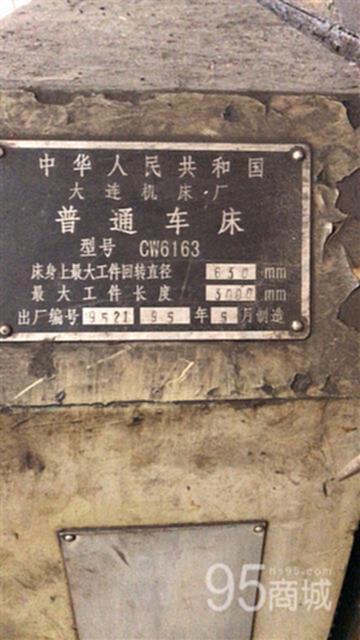 中华人民共和国
大连机床厂
普通车床
型号 CW6163
床身上最大工件回转直径 630 mm
最大工件长度 3000 mm
出厂编号 9521 95 年 5 月制造
hs95.com
95商城